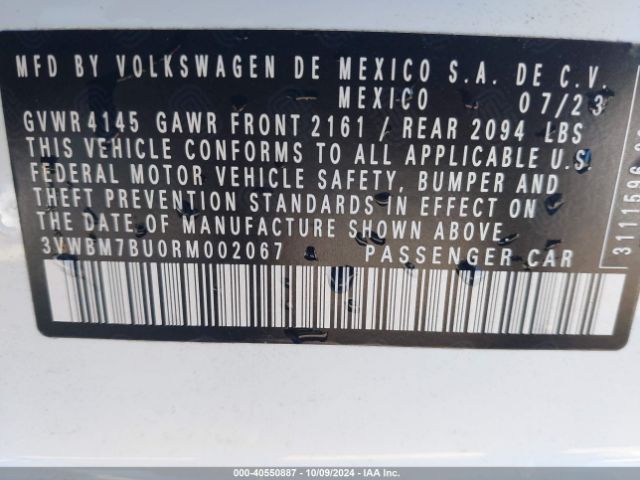 MFD BY VOLKSWAGEN DE MEXICO S.A. DE C.V.
MEXICO 07/23
GVWR 4145 GAWR FRONT 2161 / REAR 2094 LBS
THIS VEHICLE CONFORMS TO ALL APPLICABLE U.S.
FEDERAL MOTOR VEHICLE SAFETY, BUMPER AND
THEFT PREVENTION STANDARDS IN EFFECT ON
THE DATE OF MANUFACTURE SHOWN ABOVE.
3VWBM7BU0RM002067 PASSENGER CAR
000-40550887 - 10/09/2024 - IAAI.com